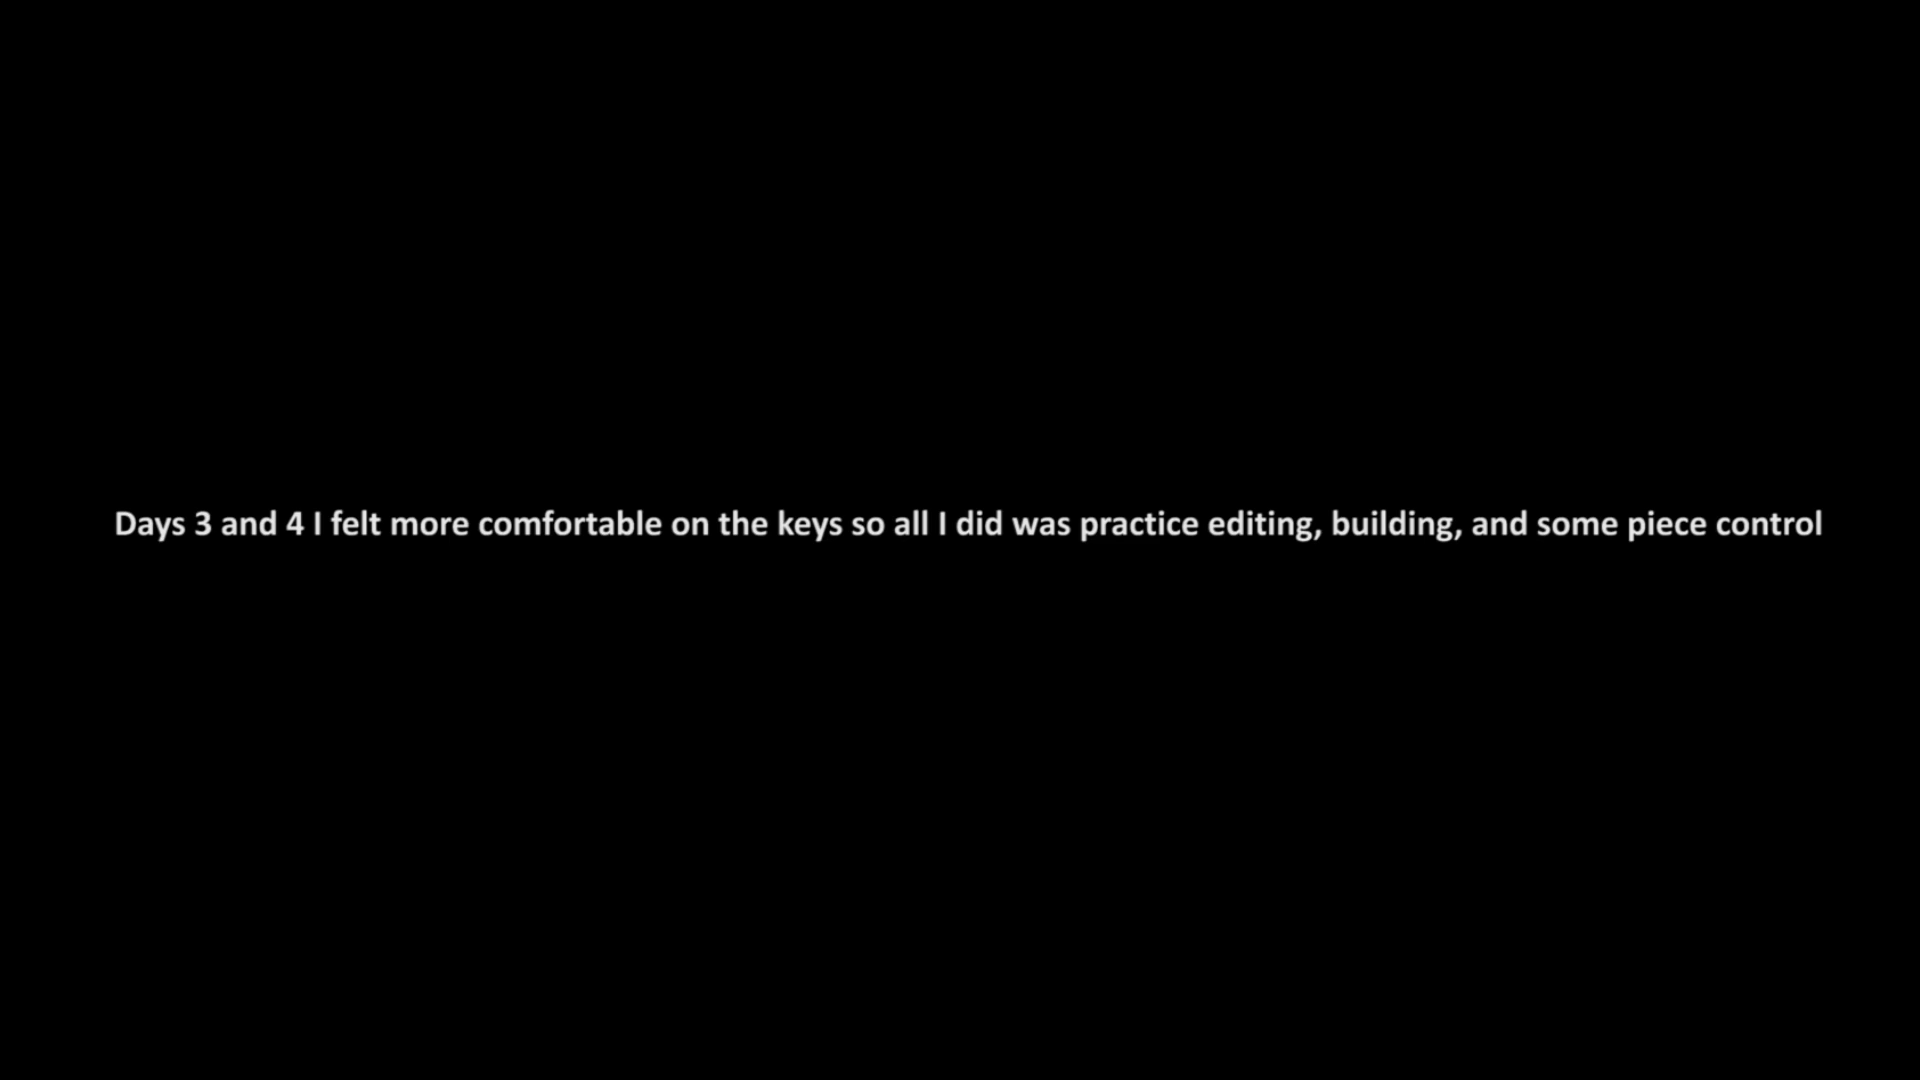 Days 3 and 4 I felt more comfortable on the keys so all I did was practice editing, building, and some piece control